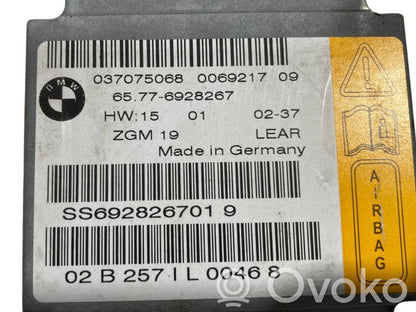 BMW
037075068 0069217 09
65.77-6928267
HW:15 01 02-37
ZGM 19 LEAR
Made in Germany
SS692826701 9
02 B 257 I L 0046 8
AIRBAG
Ovoko